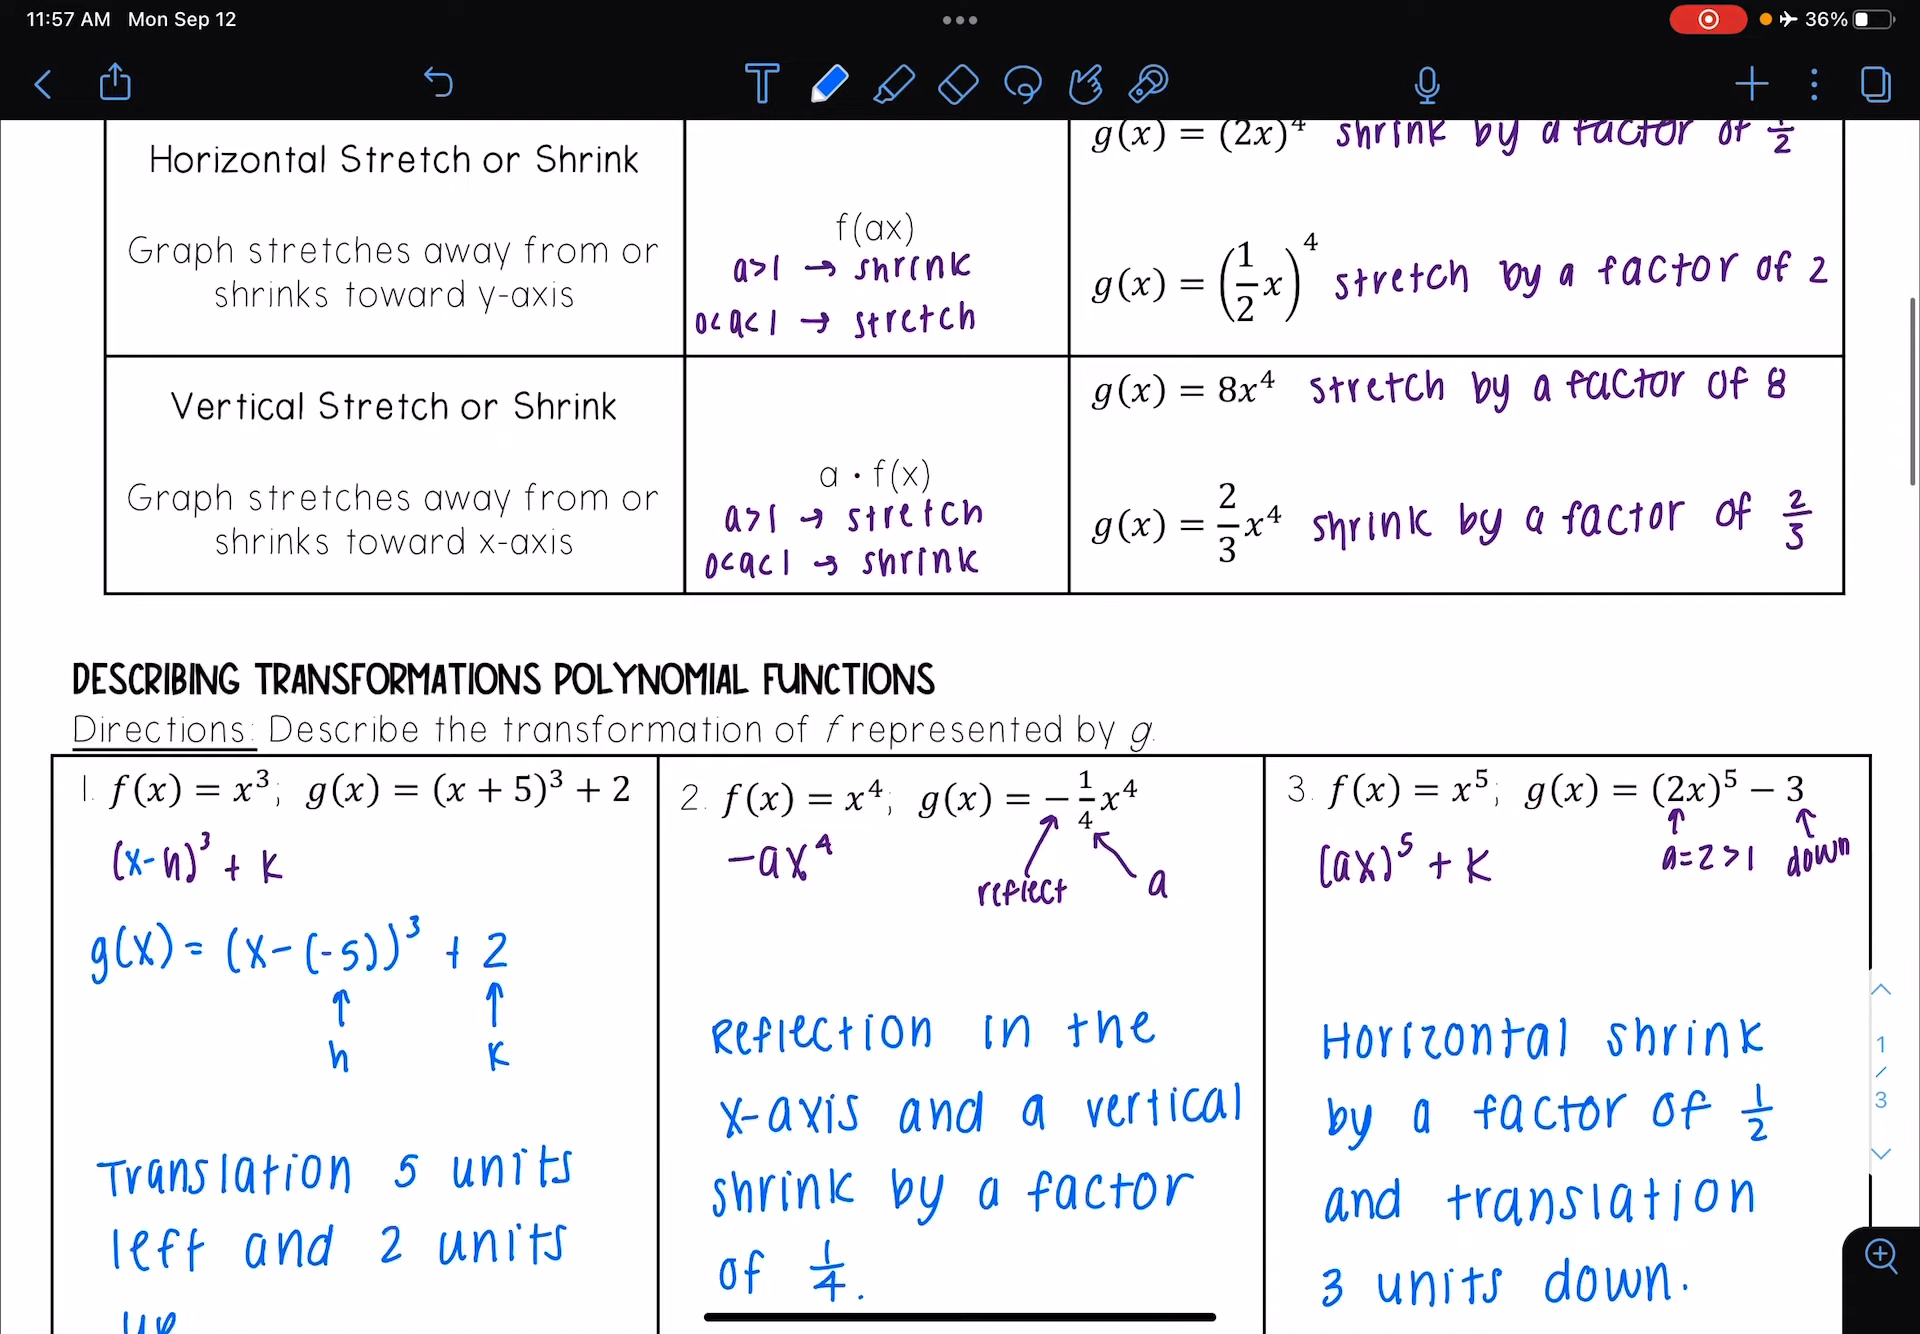 11:57 AM Mon Sep 12
36%
g(x) = (2x)⁴ shrink by a factor of 1/2
Horizontal Stretch or Shrink
Graph stretches away from or
shrinks toward y-axis
f(ax)
a>1 → shrink
0<a<1 → stretch
g(x) = (1/2 x)⁴ stretch by a factor of 2
Vertical Stretch or Shrink
Graph stretches away from or
shrinks toward x-axis
a · f(x)
a>1 → stretch
0<a<1 → shrink
g(x) = 8x⁴ stretch by a factor of 8
g(x) = 2/3 x⁴ shrink by a factor of 2/3
DESCRIBING TRANSFORMATIONS POLYNOMIAL FUNCTIONS
Directions: Describe the transformation of f represented by g.
1. f(x) = x³; g(x) = (x + 5)³ + 2
(x-h)³ + k
g(x) = (x-(-5))³ + 2
↑ ↑
h k
Translation 5 units
left and 2 units
up
2. f(x) = x⁴; g(x) = −1/4 x⁴
-ax⁴
reflect a
Reflection in the
x-axis and a vertical
shrink by a factor
of 1/4.
3. f(x) = x⁵; g(x) = (2x)⁵ − 3
(ax)⁵ + k
a=2>1 down
Horizontal shrink
by a factor of 1/2
and translation
3 units down.
1
/
3